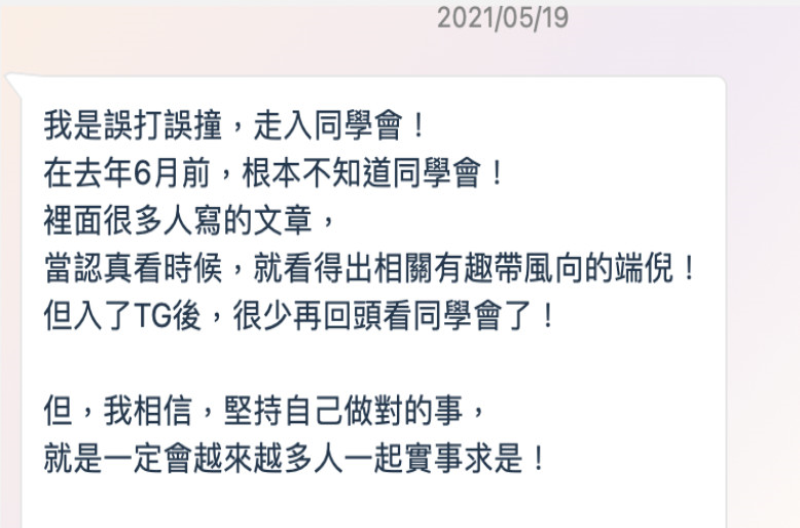 2021/05/19
我是誤打誤撞，走入同學會！
在去年6月前，根本不知道同學會！
裡面很多人寫的文章，
當認真看時候，就看得出相關有趣帶風向的端倪！
但入了TG後，很少再回頭看同學會了！
但，我相信，堅持自己做對的事，
就是一定會越來越多人一起實事求是！